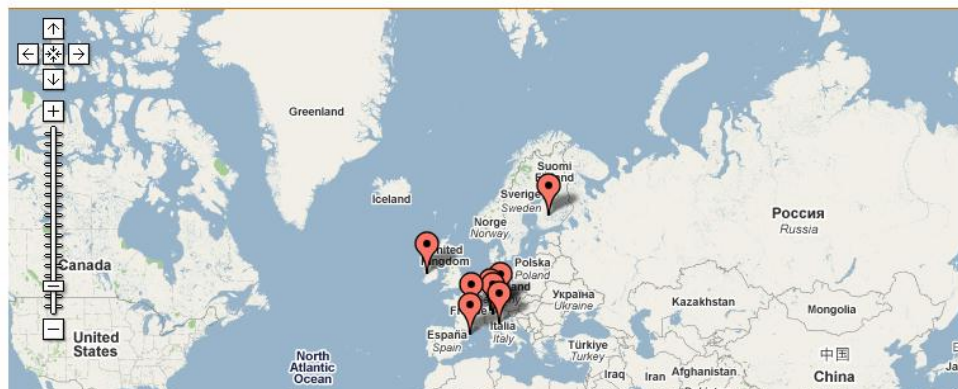 Greenland
Iceland
Suomi
Sverige
Sweden
Norge
Norway
Россия
Russia
United
Kingdom
Canada
Polska
Poland
Україна
Ukraine
Kazakhstan
Mongolia
España
Spain
Italia
Italy
United
States
North
Atlantic
Ocean
Türkiye
Turkey
中国
China
Iraq
Iran
Afghanistan